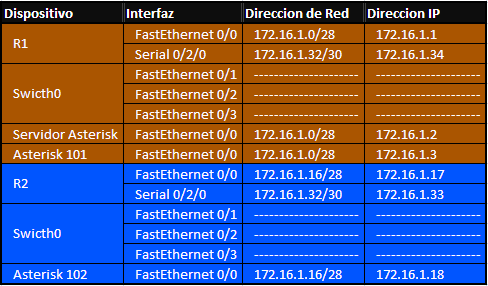 Dispositivo Interfaz Direccion de Red Direccion IP
R1 FastEthernet 0/0 172.16.1.0/28 172.16.1.1
Serial 0/2/0 172.16.1.32/30 172.16.1.34
Swicth0 FastEthernet 0/1 -------------------- --------------------
FastEthernet 0/2 -------------------- --------------------
FastEthernet 0/3 -------------------- --------------------
Servidor Asterisk FastEthernet 0/0 172.16.1.0/28 172.16.1.2
Asterisk 101 FastEthernet 0/0 172.16.1.0/28 172.16.1.3
R2 FastEthernet 0/0 172.16.1.16/28 172.16.1.17
Serial 0/2/0 172.16.1.32/30 172.16.1.33
Swicth0 FastEthernet 0/1 -------------------- --------------------
FastEthernet 0/2 -------------------- --------------------
FastEthernet 0/3 -------------------- --------------------
Asterisk 102 FastEthernet 0/0 172.16.1.16/28 172.16.1.18